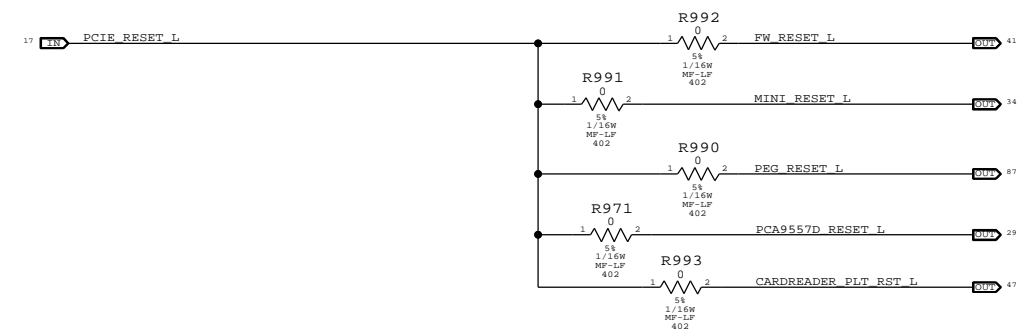 R992
17 IN PCIE_RESET_L 1 0 2 FW_RESET_L OUT 41
5%
1/16W
MF-LF
402
R991
1 0 2 MINI_RESET_L OUT 34
5%
1/16W
MF-LF
402
R990
1 0 2 PEG_RESET_L OUT 87
5%
1/16W
MF-LF
402
R971
1 0 2 PCA9557D_RESET_L OUT 29
5%
1/16W
MF-LF
402
R993
1 0 2 CARDREADER_PLT_RST_L OUT 47
5%
1/16W
MF-LF
402